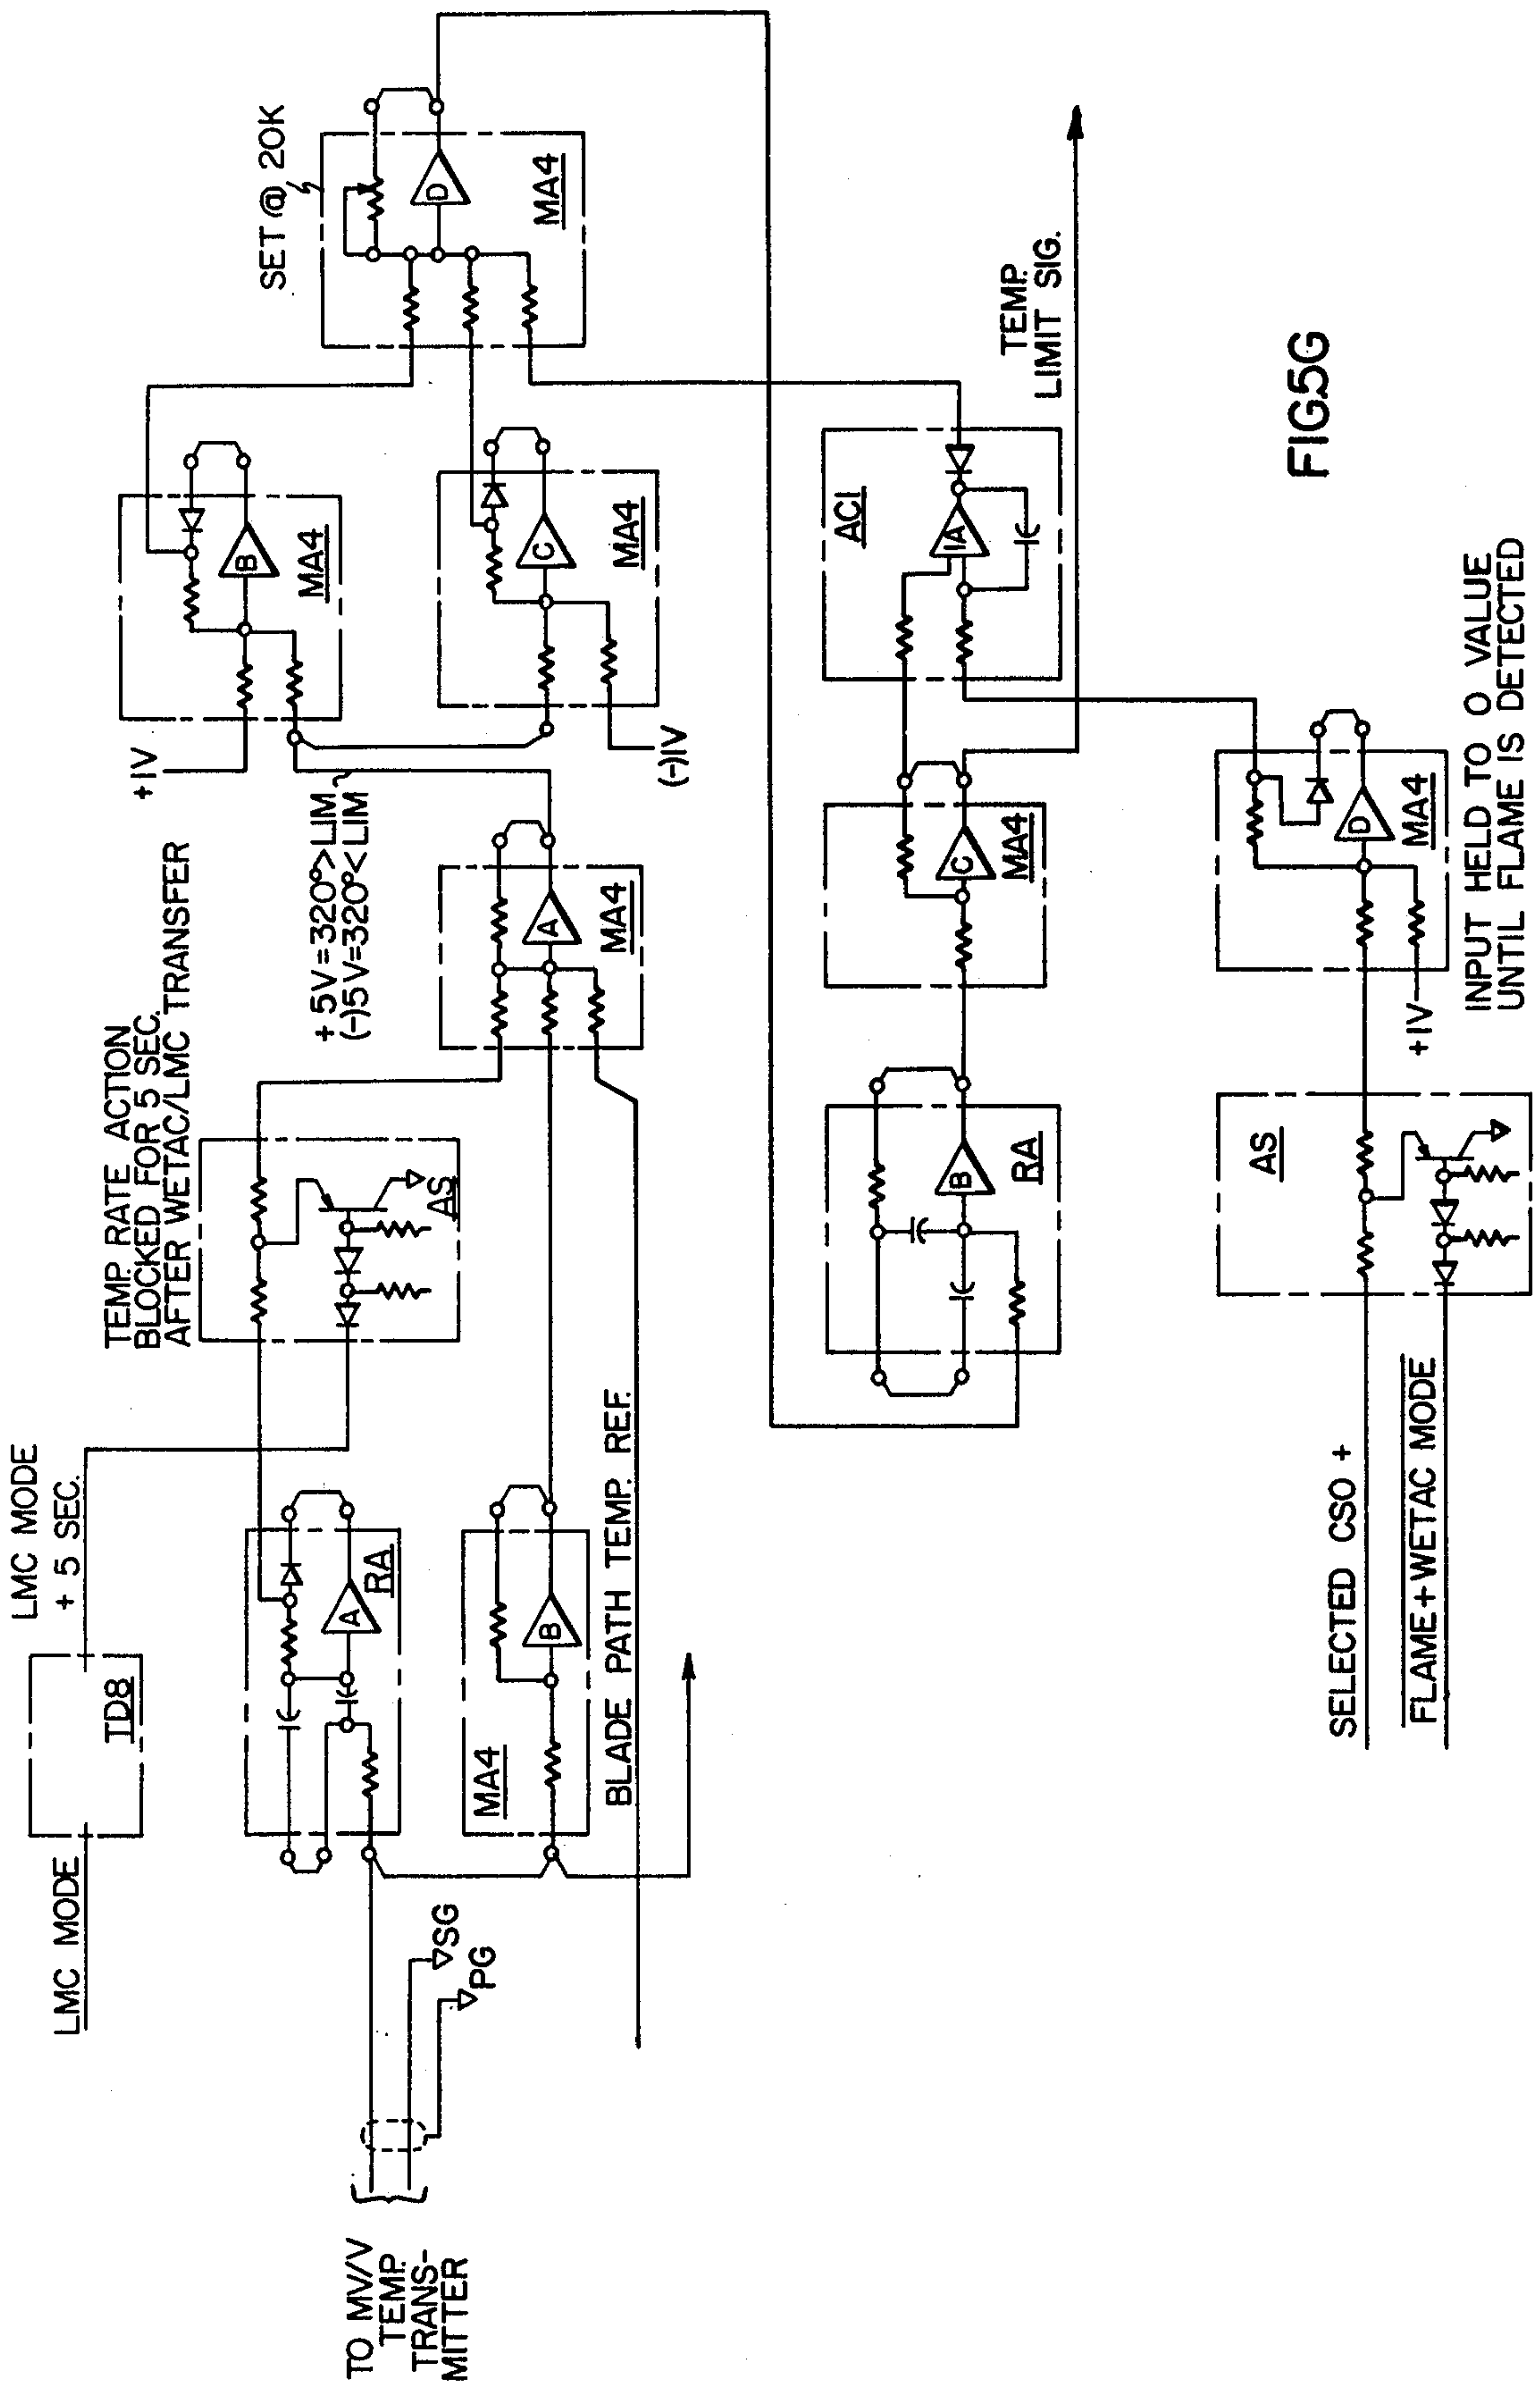 LMC MODE
TD8
LMC MODE
+ 5 SEC.
TEMP. RATE ACTION
BLOCKED FOR 5 SEC.
AFTER WETAC/LMC TRANSFER
TO MV/V
TEMP.
TRANS-
MITTER
SG
PG
A
RA
AS
MA4
B
BLADE PATH TEMP. REF.
+ 5V=320°>LIM
(-)5V=320°<LIM
A
MA4
+1V
B
MA4
C
MA4
(-)1V
SET @ 20K
D
MA4
B
RA
C
MA4
AC1
1A
TEMP.
LIMIT SIG.
SELECTED CSO +
FLAME+WETAC MODE
AS
+1V
D
MA4
INPUT HELD TO O VALUE
UNTIL FLAME IS DETECTED
FIG5G